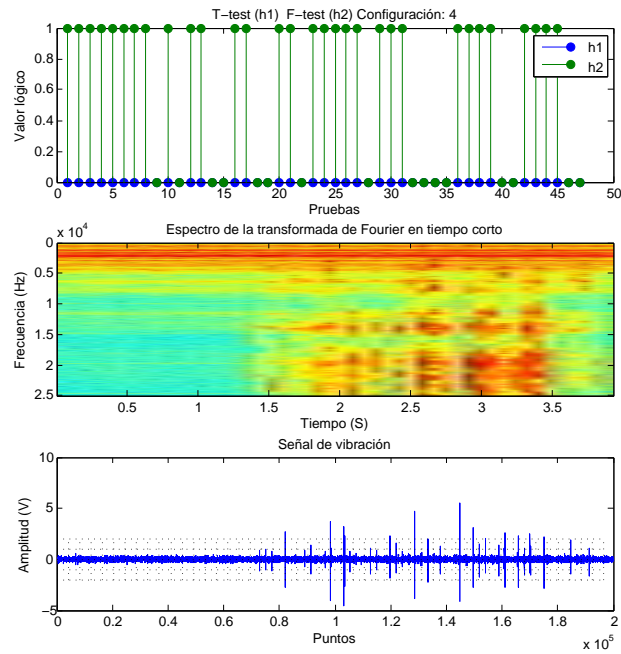 T−test (h1)  F−test (h2) Configuración: 4
1
0.8
0.6
0.4
0.2
0
Valor lógico
h1
h2
0 5 10 15 20 25 30 35 40 45 50
Pruebas
Espectro de la transformada de Fourier en tiempo corto
x 10^4
0
0.5
1
1.5
2
2.5
Frecuencia (Hz)
0.5 1 1.5 2 2.5 3 3.5
Tiempo (S)
Señal de vibración
10
5
0
−5
Amplitud (V)
0 0.2 0.4 0.6 0.8 1 1.2 1.4 1.6 1.8 2
Puntos
x 10^5